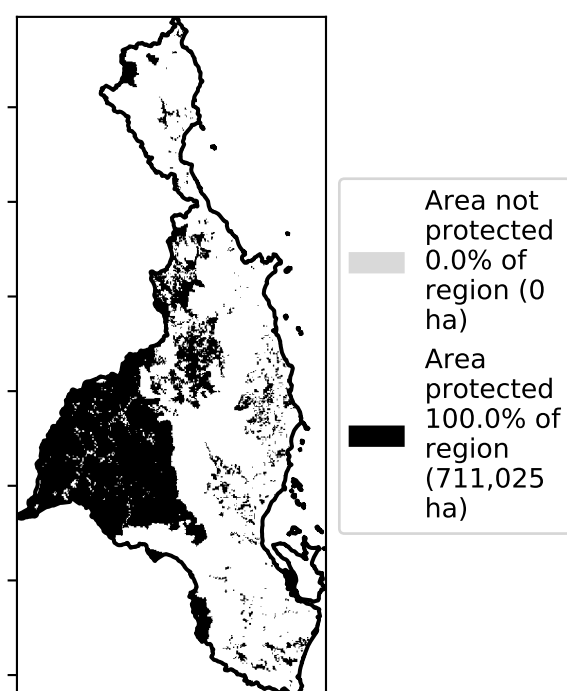 Area not
protected
0.0% of
region (0
ha)
Area
protected
100.0% of
region
(711,025
ha)